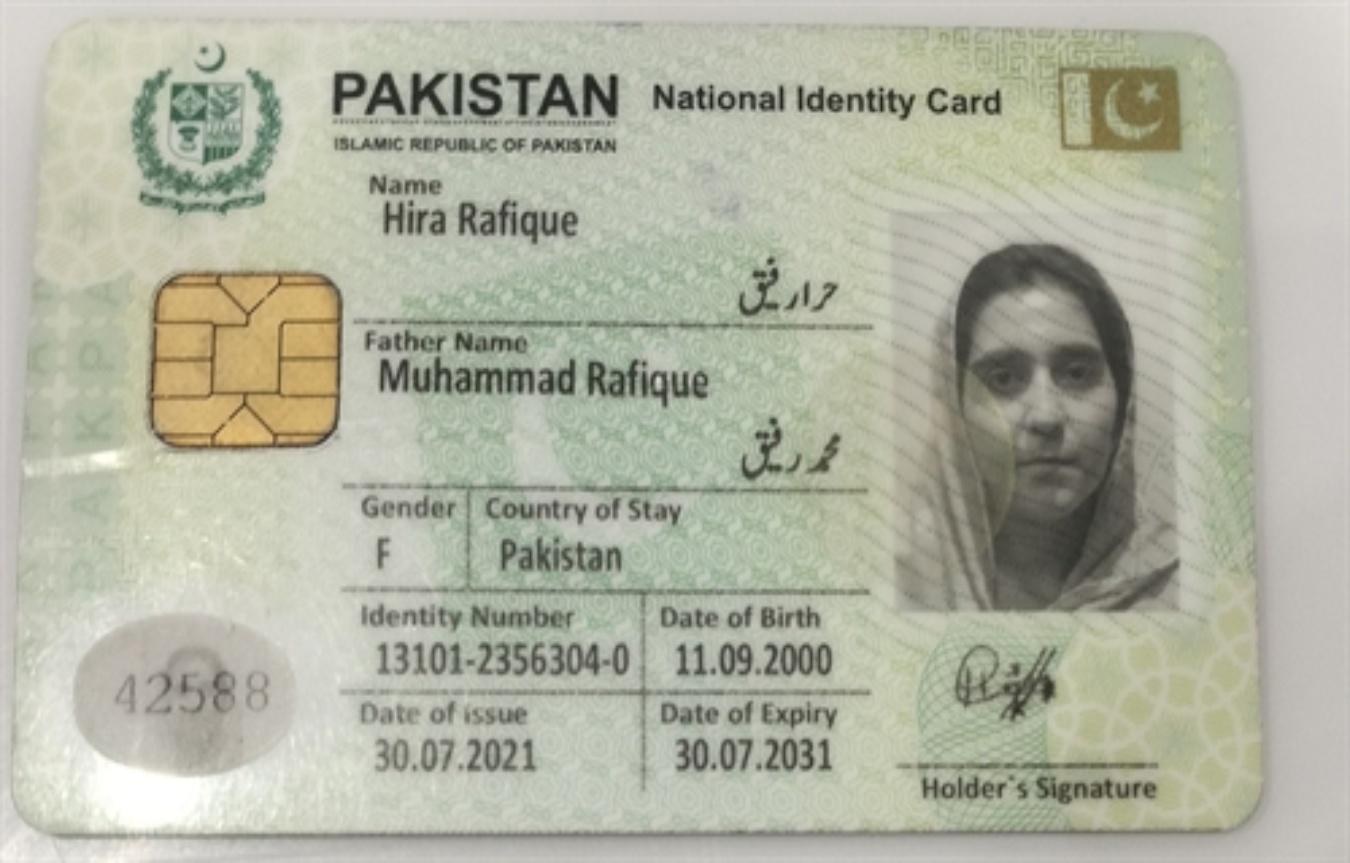 PAKISTAN National Identity Card
ISLAMIC REPUBLIC OF PAKISTAN
Name
Hira Rafique
حرا رفیق
Father Name
Muhammad Rafique
محمد رفیق
Gender Country of Stay
F Pakistan
Identity Number Date of Birth
13101-2356304-0 11.09.2000
Date of issue Date of Expiry
30.07.2021 30.07.2031
42588
Holder's Signature